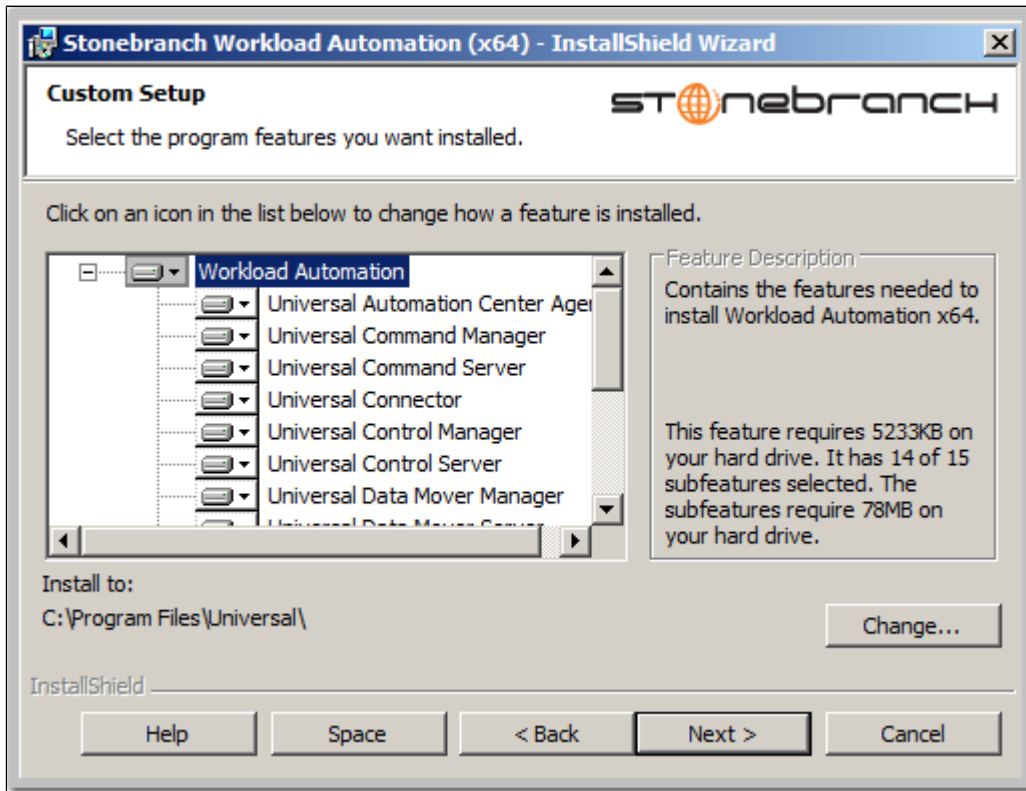 Stonebranch Workload Automation (x64) - InstallShield Wizard
Custom Setup
Select the program features you want installed.
STonebranch
Click on an icon in the list below to change how a feature is installed.
Workload Automation
Universal Automation Center Agen
Universal Command Manager
Universal Command Server
Universal Connector
Universal Control Manager
Universal Control Server
Universal Data Mover Manager
Universal Data Mover Server
Feature Description
Contains the features needed to
install Workload Automation x64.
This feature requires 5233KB on
your hard drive. It has 14 of 15
subfeatures selected. The
subfeatures require 78MB on
your hard drive.
Install to:
C:\Program Files\Universal\
Change...
InstallShield
Help
Space
< Back
Next >
Cancel